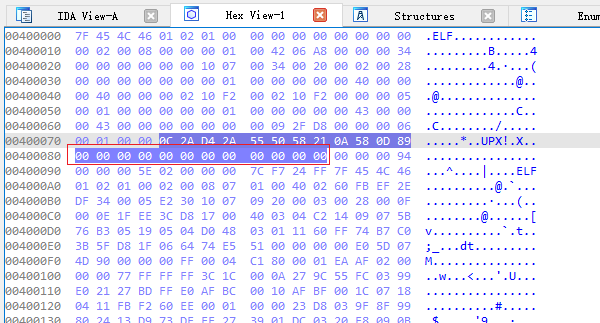 IDA View-A Hex View-1 Structures Enum
00400000 7F 45 4C 46 01 02 01 00 00 00 00 00 00 00 00 00 .ELF............
00400010 00 02 00 08 00 00 00 01 00 42 06 A8 00 00 00 34 .........B.....4
00400020 00 00 00 00 00 00 10 07 00 34 00 20 00 02 00 28 .........4. ...(
00400030 00 00 00 00 00 00 00 01 00 00 00 00 00 40 00 00 .............@..
00400040 00 40 00 00 00 02 10 F2 00 02 10 F2 00 00 00 05 .@..............
00400050 00 01 00 00 00 00 00 01 00 00 00 00 00 43 00 00 .............C..
00400060 00 43 00 00 00 00 00 00 00 09 2F D8 00 00 00 06 .C......../.....
00400070 00 01 00 00 0C 2A D4 2A 55 50 58 21 0A 58 0D 89 .....*.*UPX!.X..
00400080 00 00 00 00 00 00 00 00 00 00 00 00 00 00 00 94 ................
00400090 00 00 00 5E 02 00 00 00 7C F7 24 FF 7F 45 4C 46 ...^....|.$..ELF
004000A0 01 02 01 00 02 00 08 07 01 00 40 02 60 FB EF 2E ..........@.`...
004000B0 DF 34 00 05 E2 30 10 07 09 20 00 03 00 28 00 0F .4...0... ...(..
004000C0 00 0E 1F EE 3C D8 17 00 40 03 04 C2 14 09 07 5B ....<...@......[
004000D0 76 B3 05 19 05 04 D0 48 03 01 11 60 FF 74 B7 C0 v......H...`.t..
004000E0 3B 5F D8 1F 06 64 74 E5 51 00 00 00 00 E0 5D 07 ;_...dt.Q.....].
004000F0 4D 90 00 00 00 FF 00 04 C1 80 00 01 EA AF 02 00 M...............
00400100 00 00 77 FF FF FF 3C 1C 00 0A 27 9C 55 FC 03 99 ..w...<...'.U...
00400110 E0 21 27 BD FF E0 AF BC 00 10 AF BF 00 1C 07 18 .!'.............
00400120 04 11 FB F2 60 EE 00 01 00 00 23 D8 03 9F 8F 99 ....`.....#.....